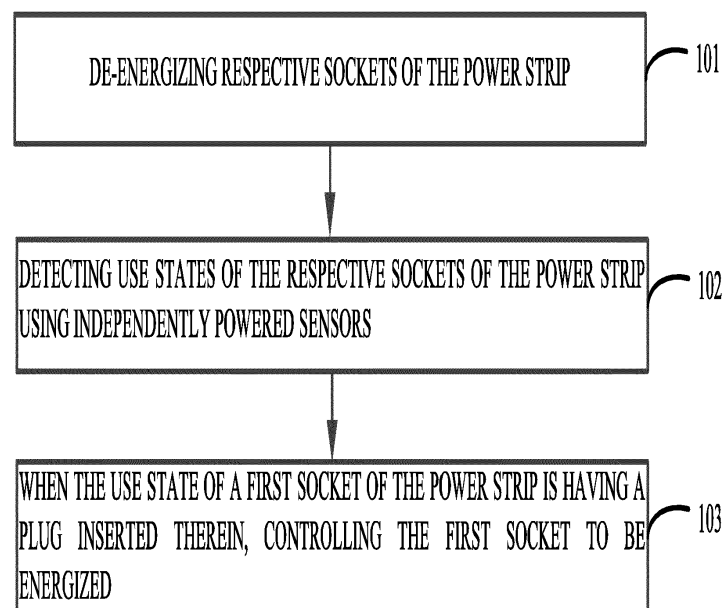 DE-ENERGIZING RESPECTIVE SOCKETS OF THE POWER STRIP
101
DETECTING USE STATES OF THE RESPECTIVE SOCKETS OF THE POWER STRIP
USING INDEPENDENTLY POWERED SENSORS
102
WHEN THE USE STATE OF A FIRST SOCKET OF THE POWER STRIP IS HAVING A
PLUG INSERTED THEREIN, CONTROLLING THE FIRST SOCKET TO BE
ENERGIZED
103